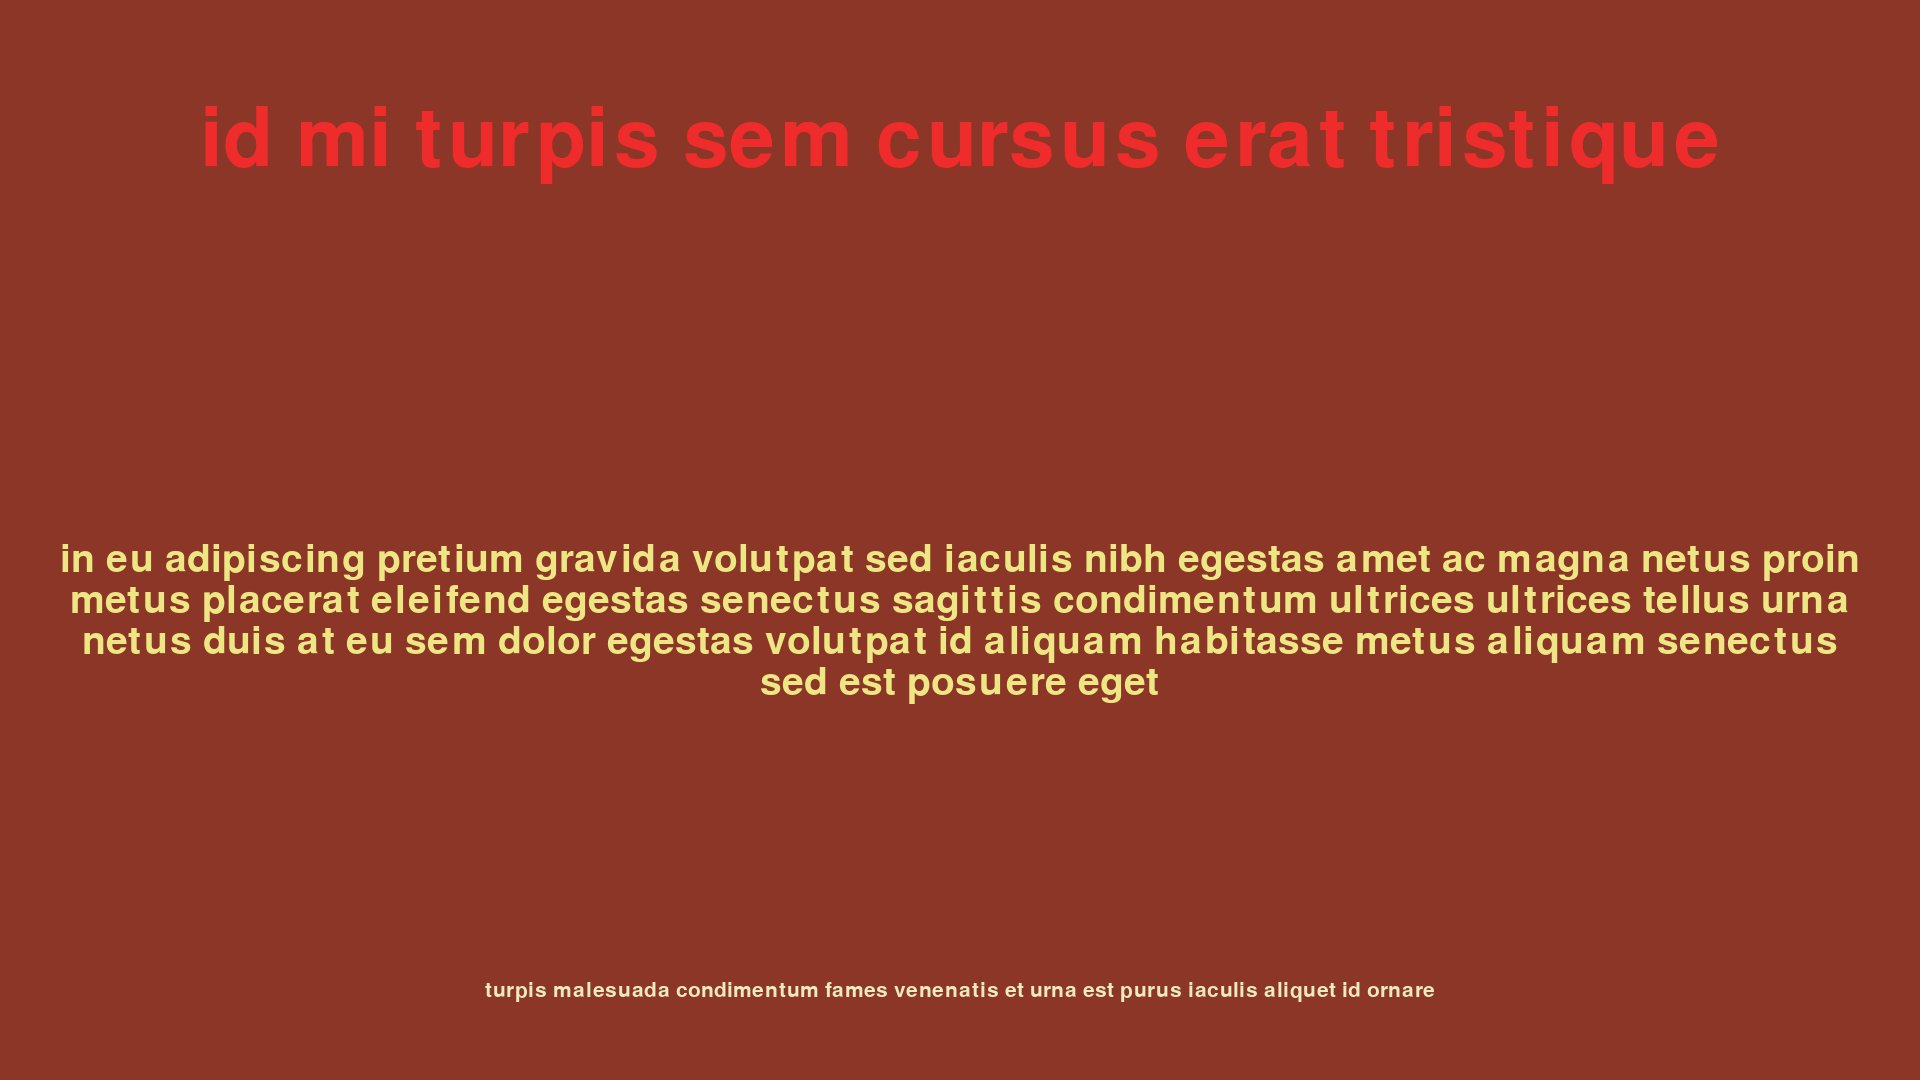 id mi turpis sem cursus erat tristique
in eu adipiscing pretium gravida volutpat sed iaculis nibh egestas amet ac magna netus proin
metus placerat eleifend egestas senectus sagittis condimentum ultrices ultrices tellus urna
netus duis at eu sem dolor egestas volutpat id aliquam habitasse metus aliquam senectus
sed est posuere eget
turpis malesuada condimentum fames venenatis et urna est purus iaculis aliquet id ornare